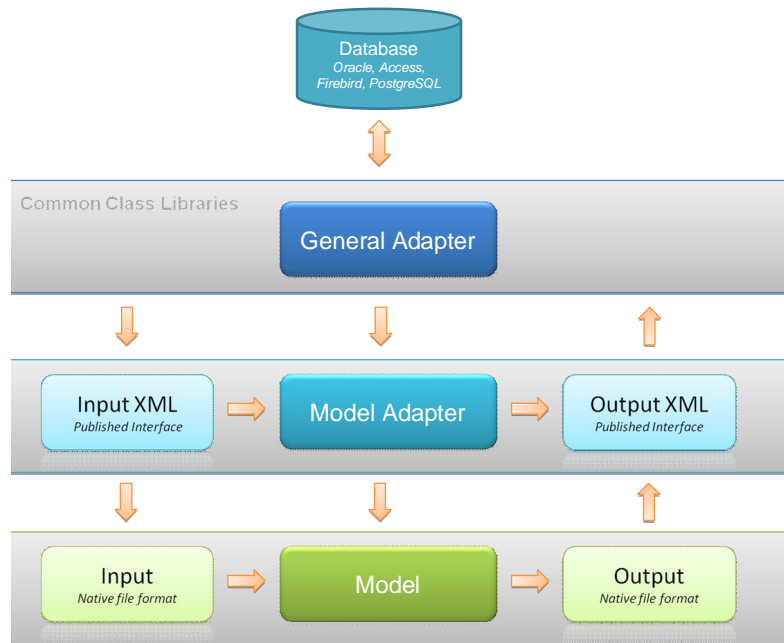 Database
Oracle, Access,
Firebird, PostgreSQL
Common Class Libraries
General Adapter
Input XML
Published Interface
Model Adapter
Output XML
Published Interface
Input
Native file format
Model
Output
Native file format